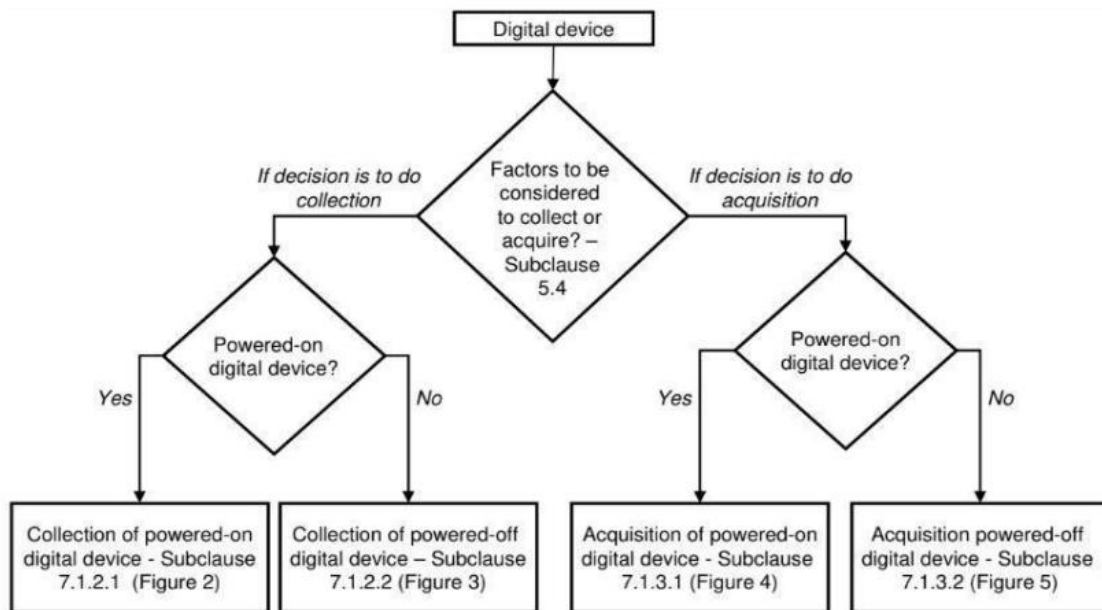 Digital device
If decision is to do
collection
Factors to be
considered
to collect or
acquire? –
Subclause
5.4
If decision is to do
acquisition
Powered-on
digital device?
Powered-on
digital device?
Yes
No
Yes
No
Collection of powered-on
digital device - Subclause
7.1.2.1 (Figure 2)
Collection of powered-off
digital device – Subclause
7.1.2.2 (Figure 3)
Acquisition of powered-on
digital device - Subclause
7.1.3.1 (Figure 4)
Acquisition powered-off
digital device - Subclause
7.1.3.2 (Figure 5)